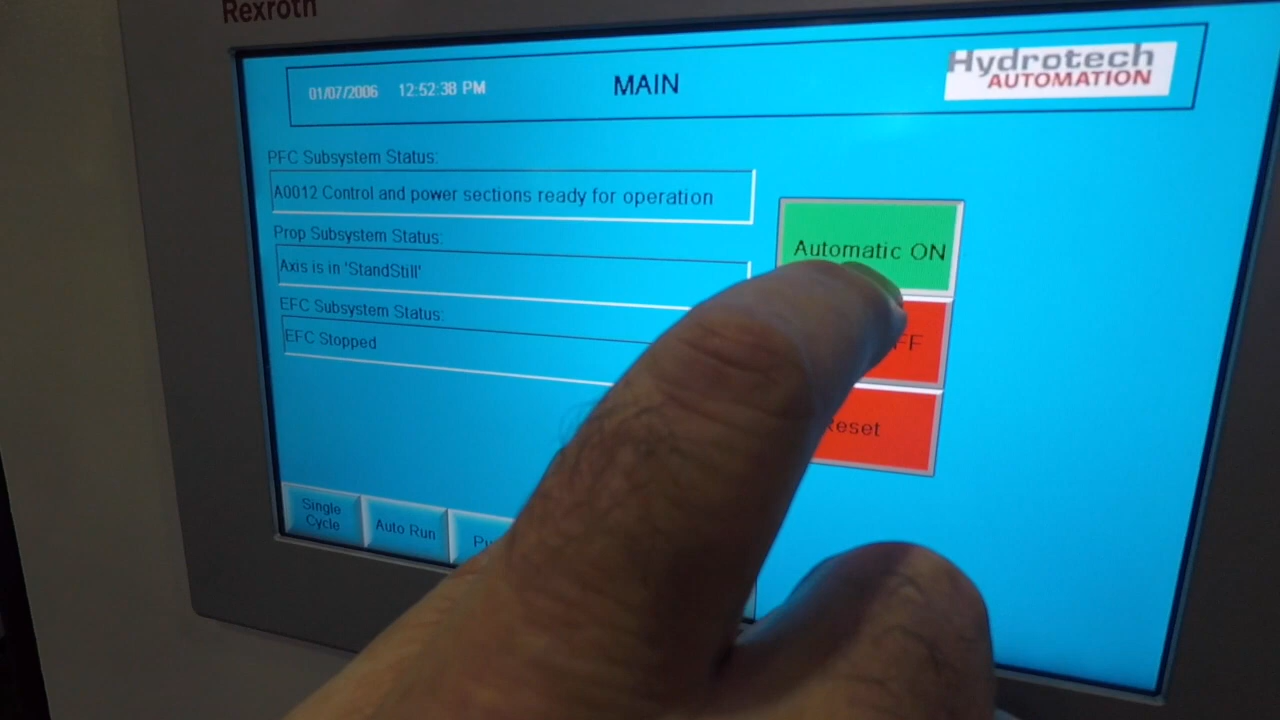 Rexroth
01/07/2006 12:52:38 PM
MAIN
Hydrotech
AUTOMATION
PFC Subsystem Status:
A0012 Control and power sections ready for operation
Prop Subsystem Status:
Axis is in 'StandStill'
EFC Subsystem Status:
EFC Stopped
Automatic ON
FF
Reset
Single
Cycle
Auto Run